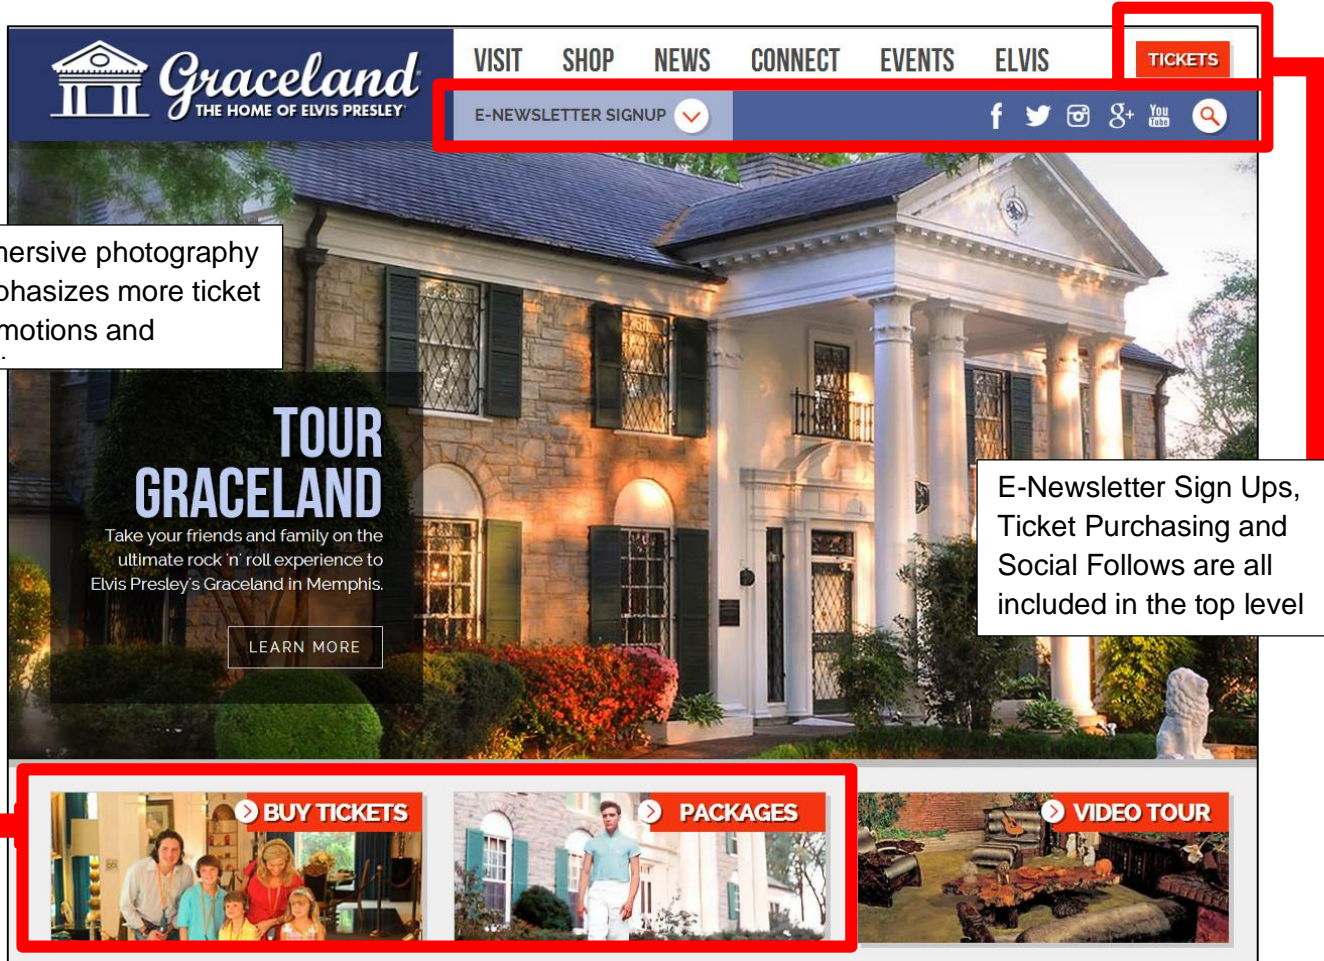 Graceland
THE HOME OF ELVIS PRESLEY
VISIT SHOP NEWS CONNECT EVENTS ELVIS TICKETS
E-NEWSLETTER SIGNUP
f g+ You Tube
mersive photography
phasizes more ticket
motions and
TOUR
GRACELAND
Take your friends and family on the
ultimate rock 'n' roll experience to
Elvis Presley's Graceland in Memphis.
LEARN MORE
E-Newsletter Sign Ups,
Ticket Purchasing and
Social Follows are all
included in the top level
BUY TICKETS
PACKAGES
VIDEO TOUR